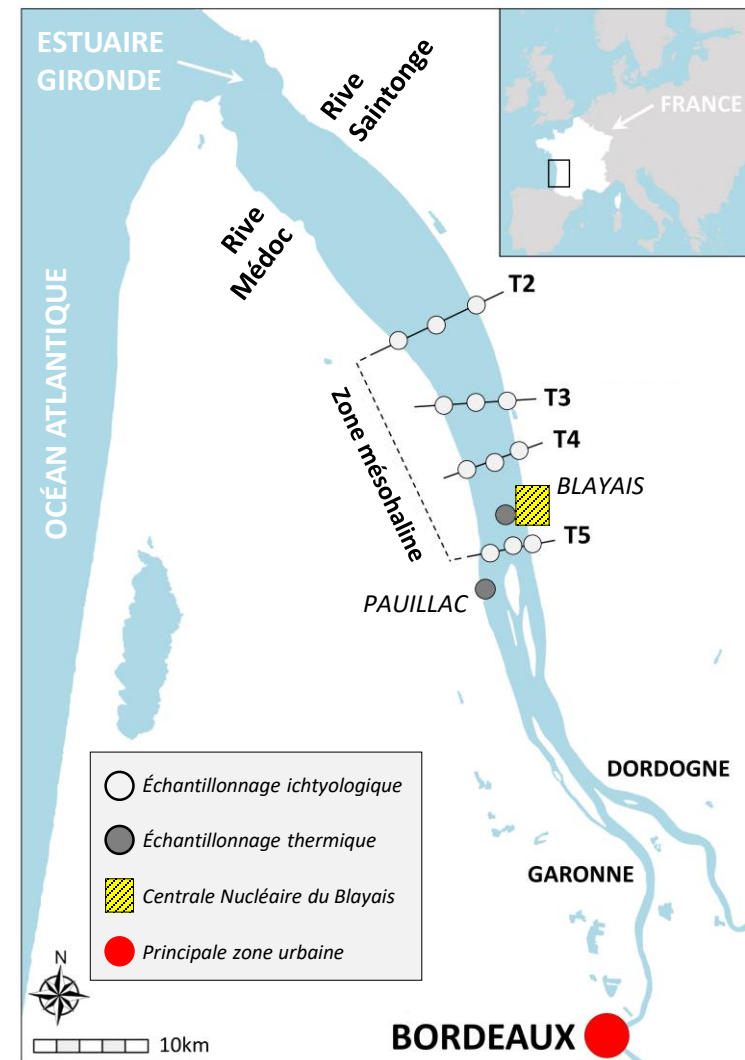 ESTUAIRE
GIRONDE
Rive
Saintonge
FRANCE
Rive
Médoc
OCÉAN ATLANTIQUE
T2
T3
Zone mésohaline
T4
BLAYAIS
T5
PAUILLAC
DORDOGNE
GARONNE
Échantillonnage ichtyologique
Échantillonnage thermique
Centrale Nucléaire du Blayais
Principale zone urbaine
N
10km
BORDEAUX